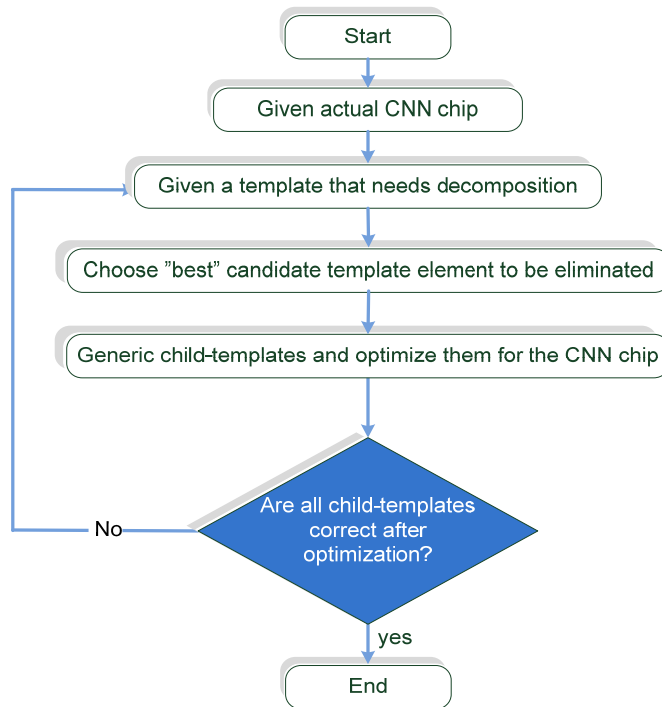 Start
Given actual CNN chip
Given a template that needs decomposition
Choose ”best” candidate template element to be eliminated
Generic child-templates and optimize them for the CNN chip
Are all child-templates
correct after
optimization?
No
yes
End